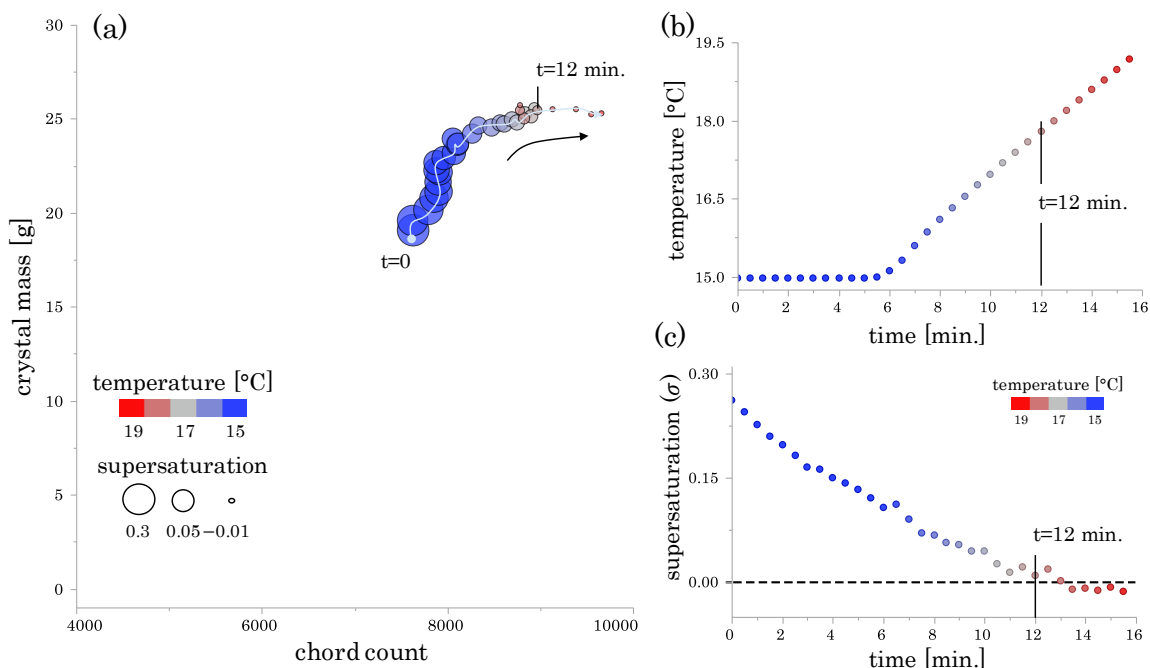 (a)
30
25
20
15
10
5
0
crystal mass [g]
t=12 min.
t=0
temperature [°C]
19 17 15
supersaturation
0.3 0.05 −0.01
4000 6000 8000 10000
chord count
(b)
19.5
18.0
16.5
15.0
temperature [°C]
t=12 min.
0 2 4 6 8 10 12 14 16
time [min.]
(c)
0.30
0.15
0.00
supersaturation (σ)
temperature [°C]
19 17 15
t=12 min.
0 2 4 6 8 10 12 14 16
time [min.]